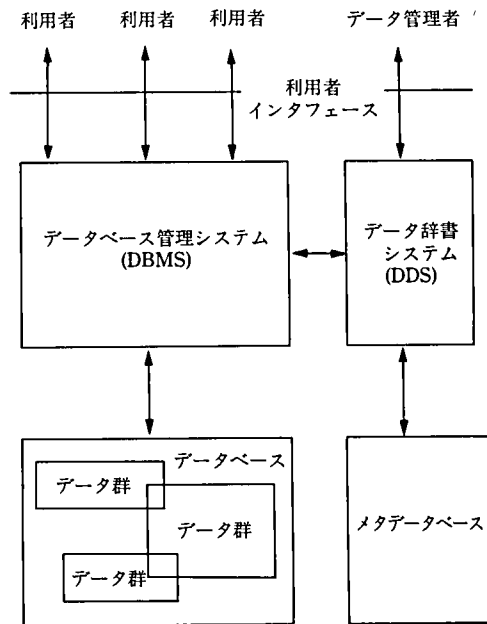 利用者 利用者 利用者 データ管理者
利用者
インタフェース
データベース管理システム
(DBMS)
データ辞書
システム
(DDS)
データベース
データ群
データ群
データ群
メタデータベース